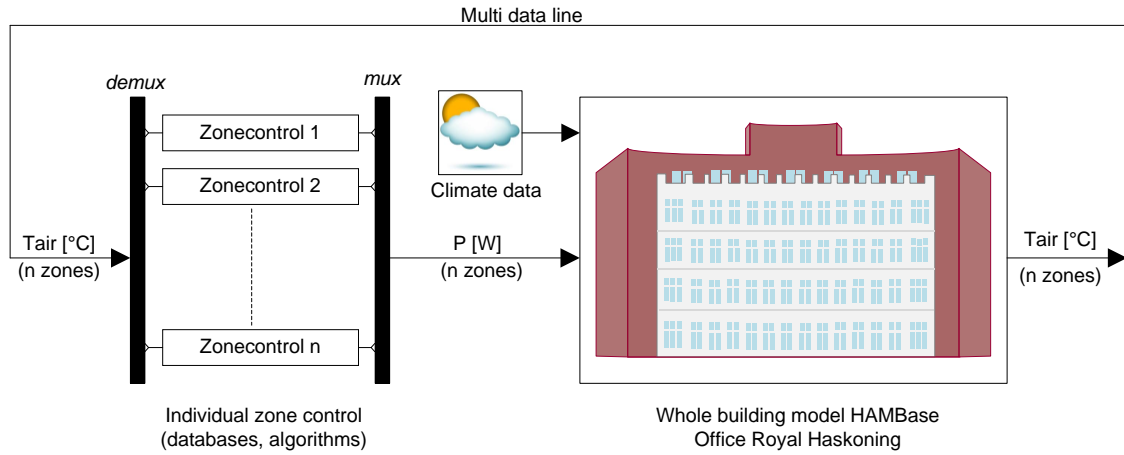 Multi data line
demux
mux
Zonecontrol 1
Zonecontrol 2
Climate data
Tair [°C]
(n zones)
P [W]
(n zones)
Tair [°C]
(n zones)
Zonecontrol n
Individual zone control
(databases, algorithms)
Whole building model HAMBase
Office Royal Haskoning